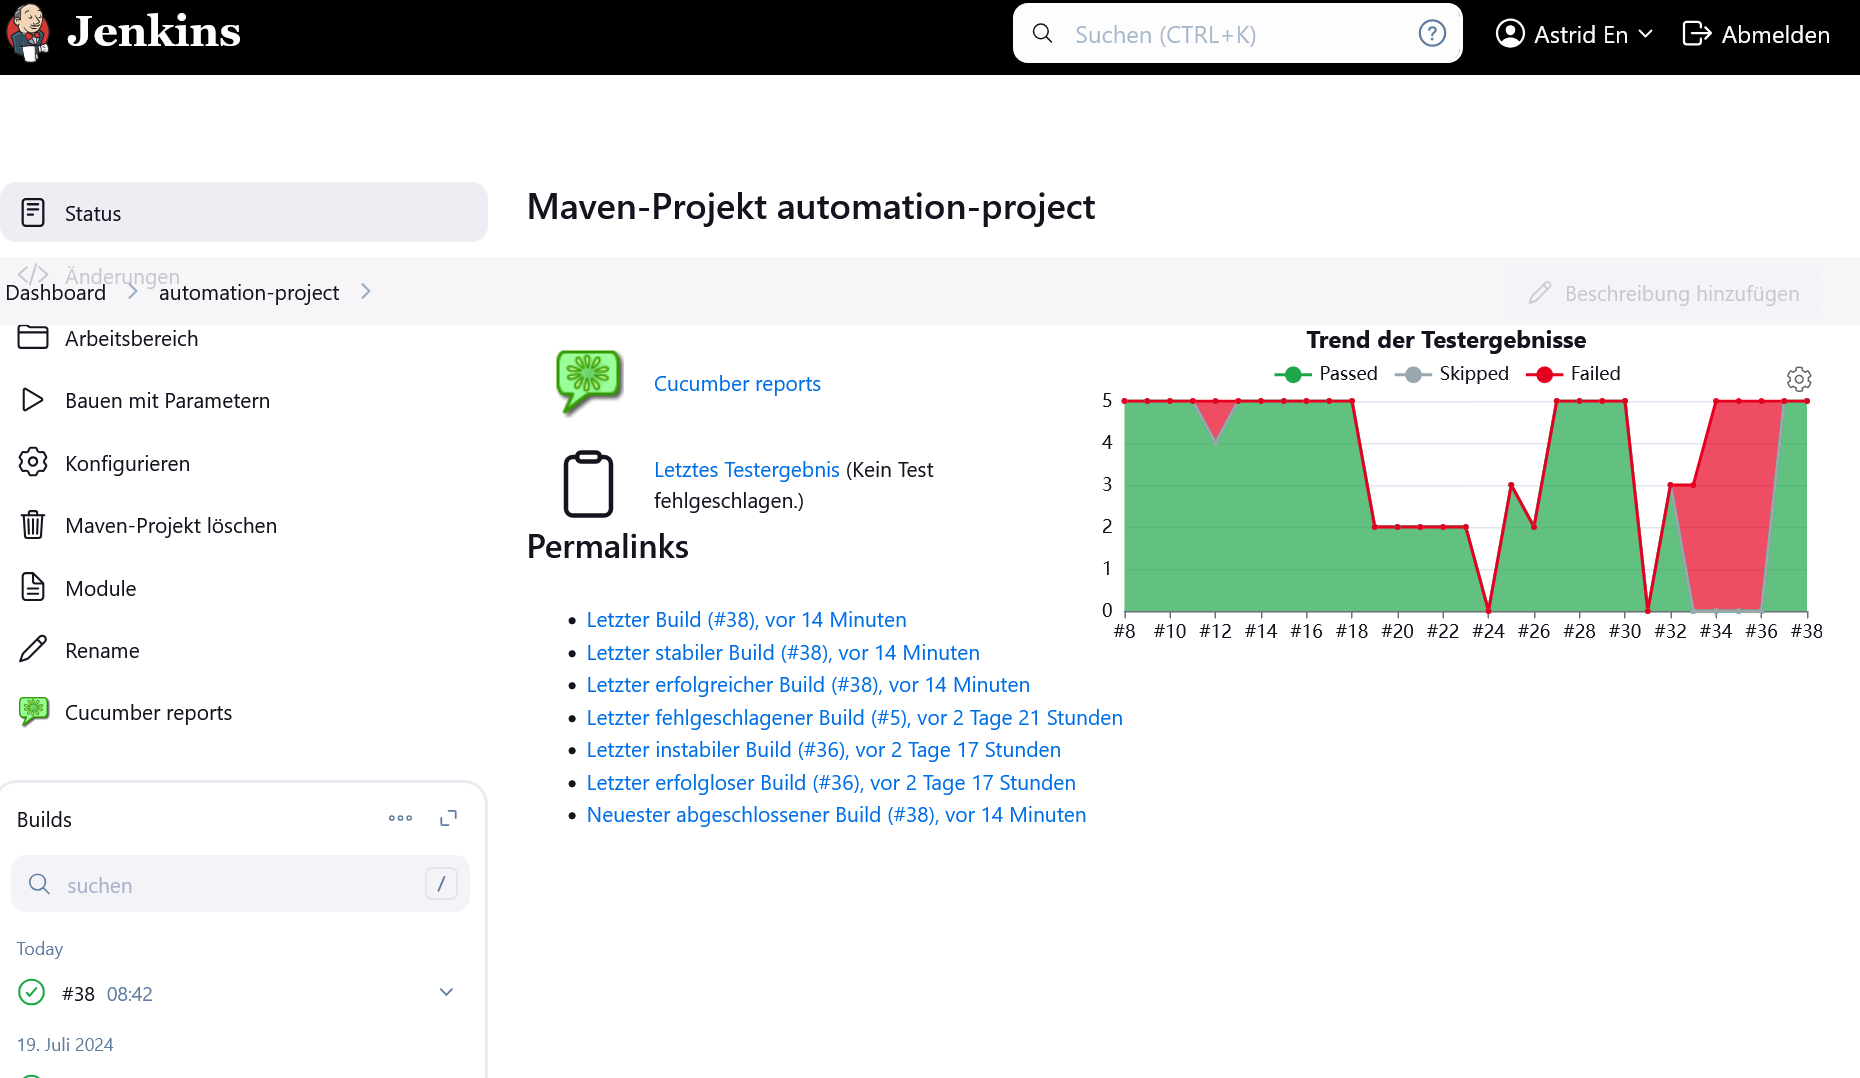 Jenkins
Suchen (CTRL+K)
?
Astrid En
Abmelden
Status
Maven-Projekt automation-project
Änderungen
Dashboard
automation-project
Beschreibung hinzufügen
Arbeitsbereich
Bauen mit Parametern
Konfigurieren
Maven-Projekt löschen
Module
Rename
Cucumber reports
Cucumber reports
Letztes Testergebnis (Kein Test
fehlgeschlagen.)
Trend der Testergebnisse
Passed Skipped Failed
5
4
3
2
1
0
#8 #10 #12 #14 #16 #18 #20 #22 #24 #26 #28 #30 #32 #34 #36 #38
Permalinks
Letzter Build (#38), vor 14 Minuten
Letzter stabiler Build (#38), vor 14 Minuten
Letzter erfolgreicher Build (#38), vor 14 Minuten
Letzter fehlgeschlagener Build (#5), vor 2 Tage 21 Stunden
Letzter instabiler Build (#36), vor 2 Tage 17 Stunden
Letzter erfolgloser Build (#36), vor 2 Tage 17 Stunden
Neuester abgeschlossener Build (#38), vor 14 Minuten
Builds
suchen
/
Today
#38 08:42
19. Juli 2024